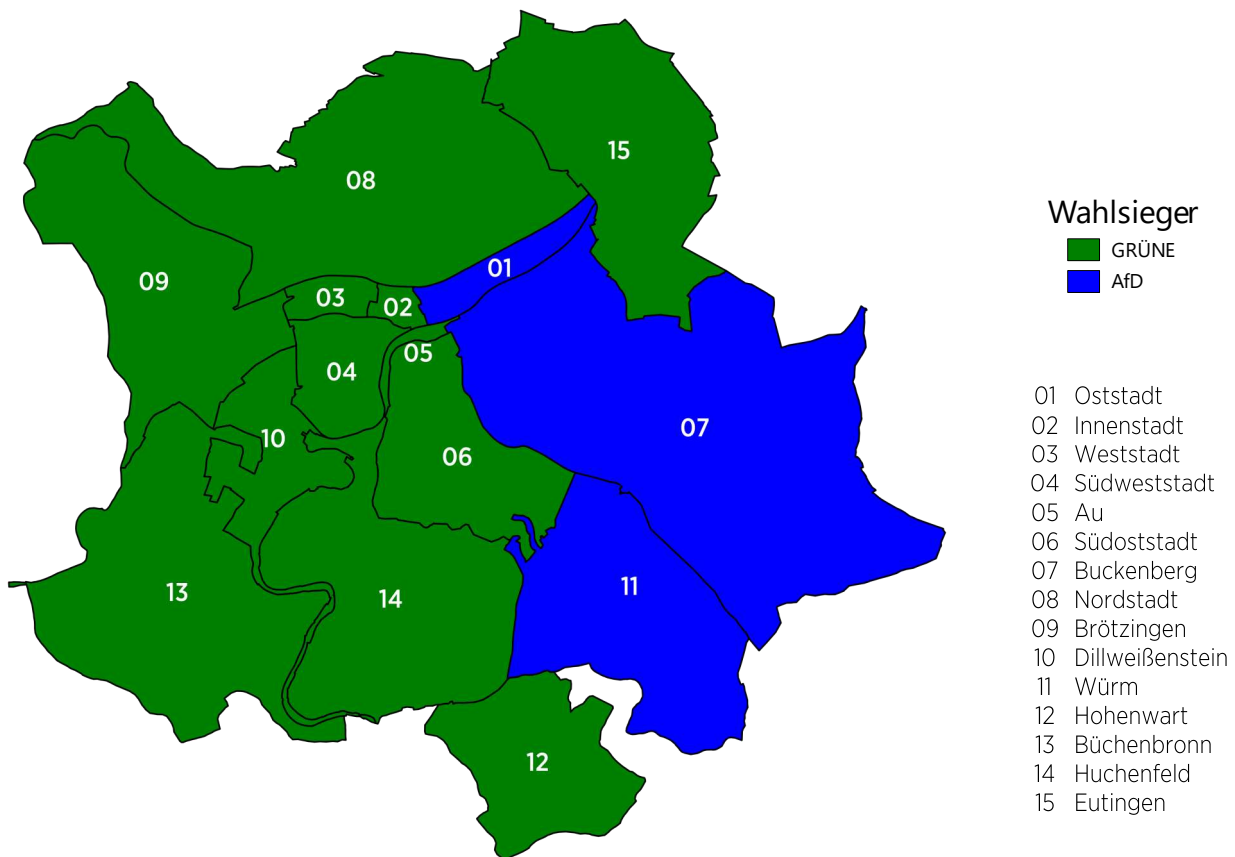 15
08
01
09
03
02
05
04
07
10
06
11
13
14
12
Wahlsieger
GRÜNE
AfD
01 Oststadt
02 Innenstadt
03 Weststadt
04 Südweststadt
05 Au
06 Südoststadt
07 Buckenberg
08 Nordstadt
09 Brötzingen
10 Dillweißenstein
11 Würm
12 Hohenwart
13 Büchenbronn
14 Huchenfeld
15 Eutingen